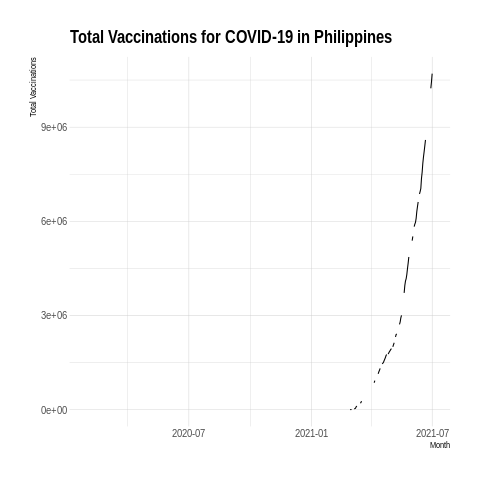 Total Vaccinations for COVID-19 in Philippines
Total Vaccinations
9e+06
6e+06
3e+06
0e+00
2020-07
2021-01
2021-07
Month